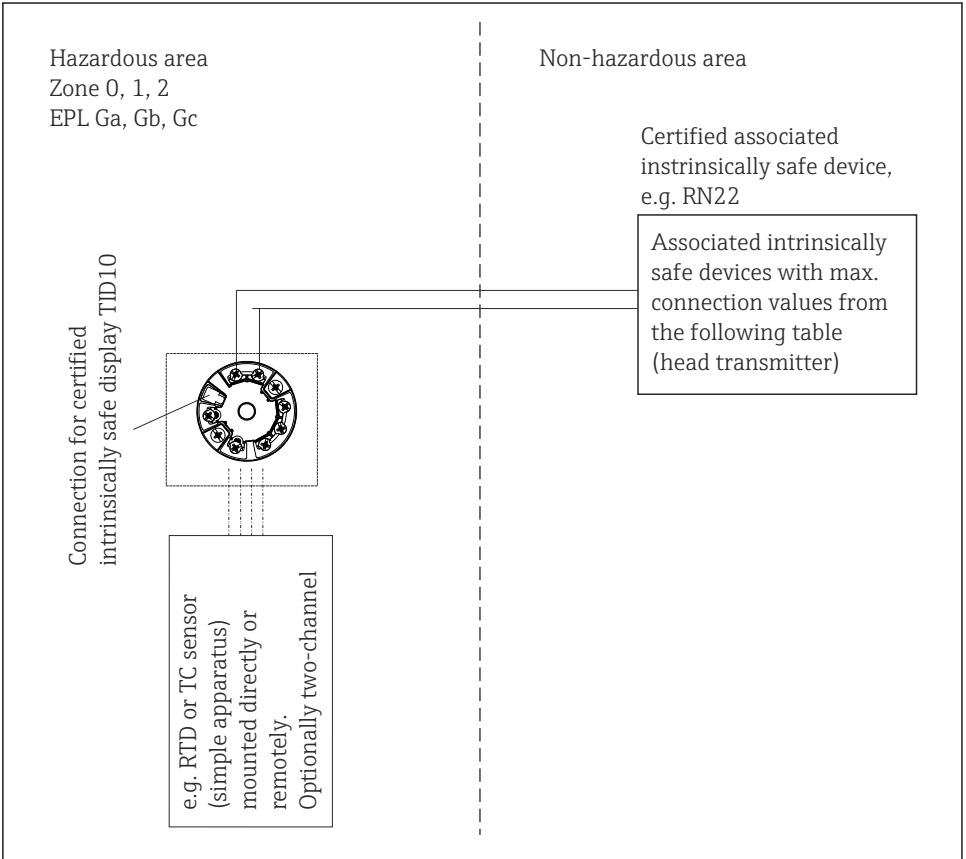 Hazardous area
Zone 0, 1, 2
EPL Ga, Gb, Gc
Non-hazardous area
Certified associated
instrinsically safe device,
e.g. RN22
Associated intrinsically
safe devices with max.
connection values from
the following table
(head transmitter)
Connection for certified
intrinsically safe display TID10
e.g. RTD or TC sensor
(simple apparatus)
mounted directly or
remotely.
Optionally two-channel